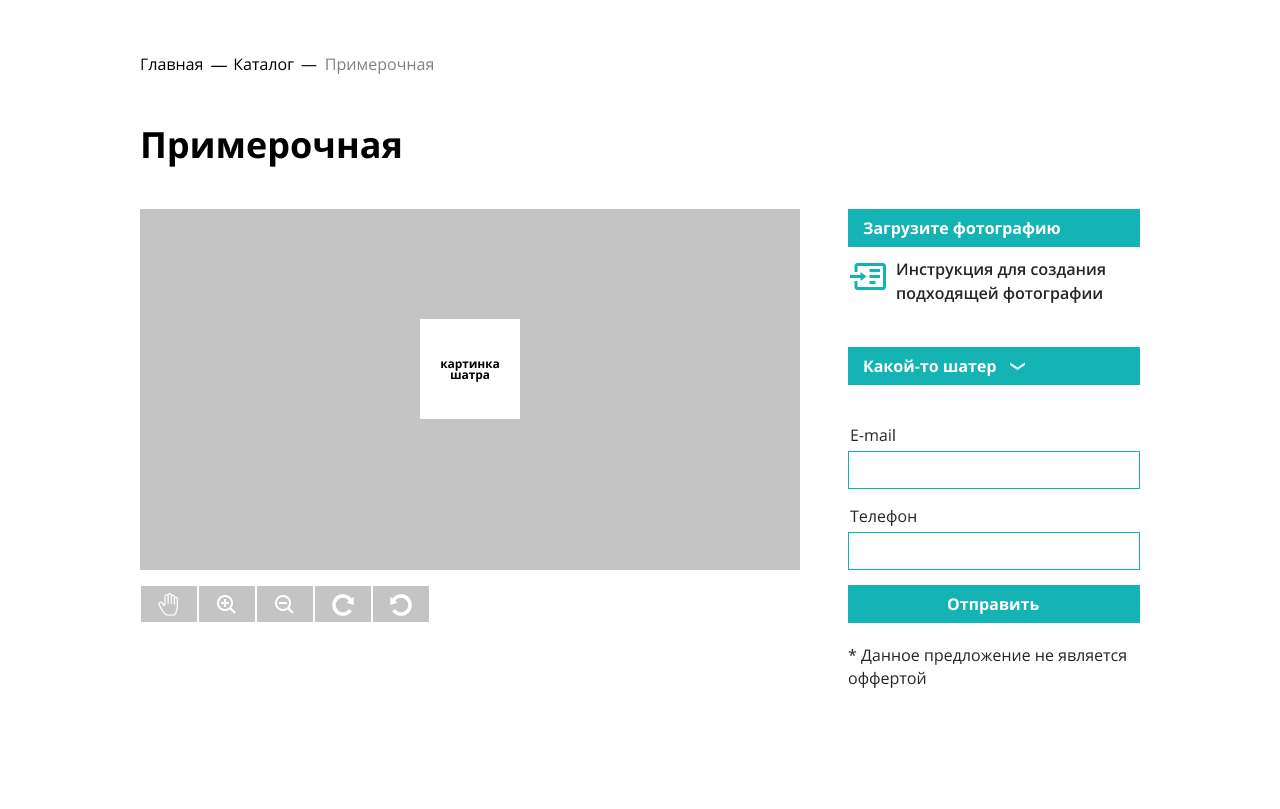 Главная — Каталог — Примерочная
Примерочная
картинка
шатра
Загрузите фотографию
Инструкция для создания
подходящей фотографии
Какой-то шатер
E-mail
Телефон
Отправить
* Данное предложение не является
оффертой